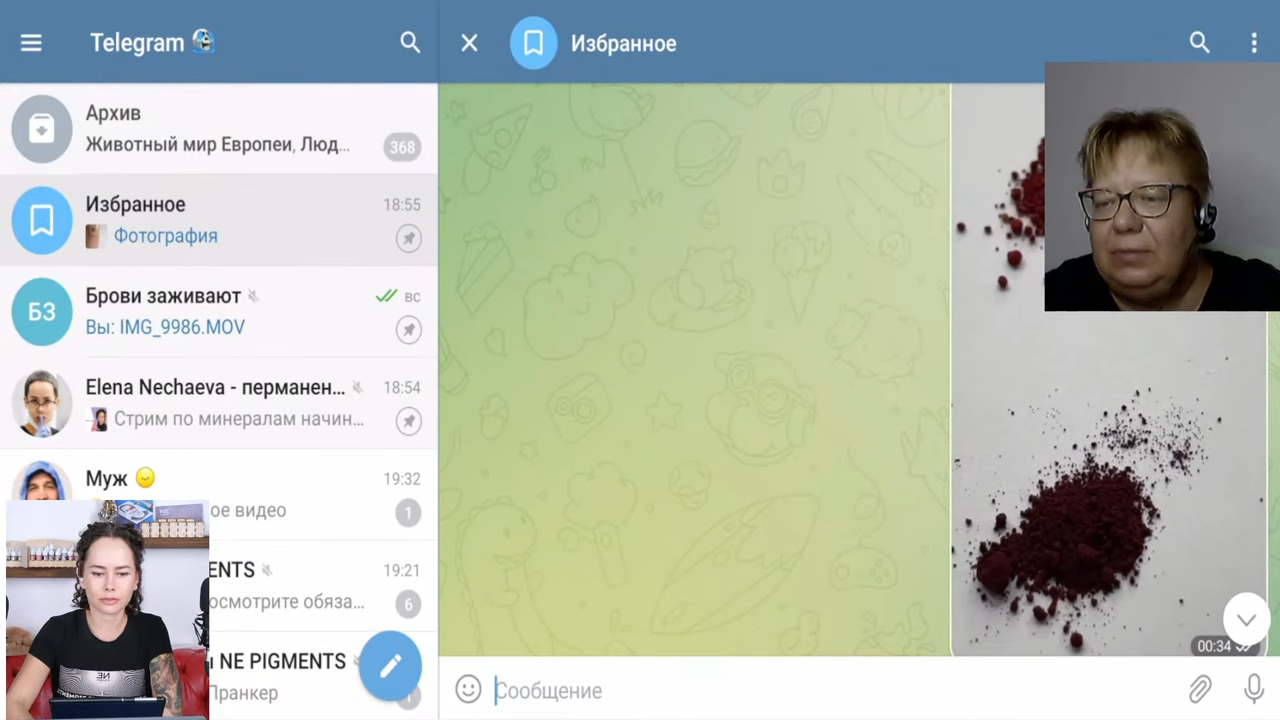 Telegram
Избранное
Архив
Животный мир Европеи, Люд...
368
Избранное
18:55
Фотография
БЗ
Брови заживают
вс
Вы: IMG_9986.MOV
Elena Nechaeva - перманен...
18:54
Стрим по минералам начин...
Муж
19:32
ое видео
1
ENTS
19:21
осмотрите обяза...
6
NE PIGMENTS
Пранкер
00:34
Сообщение